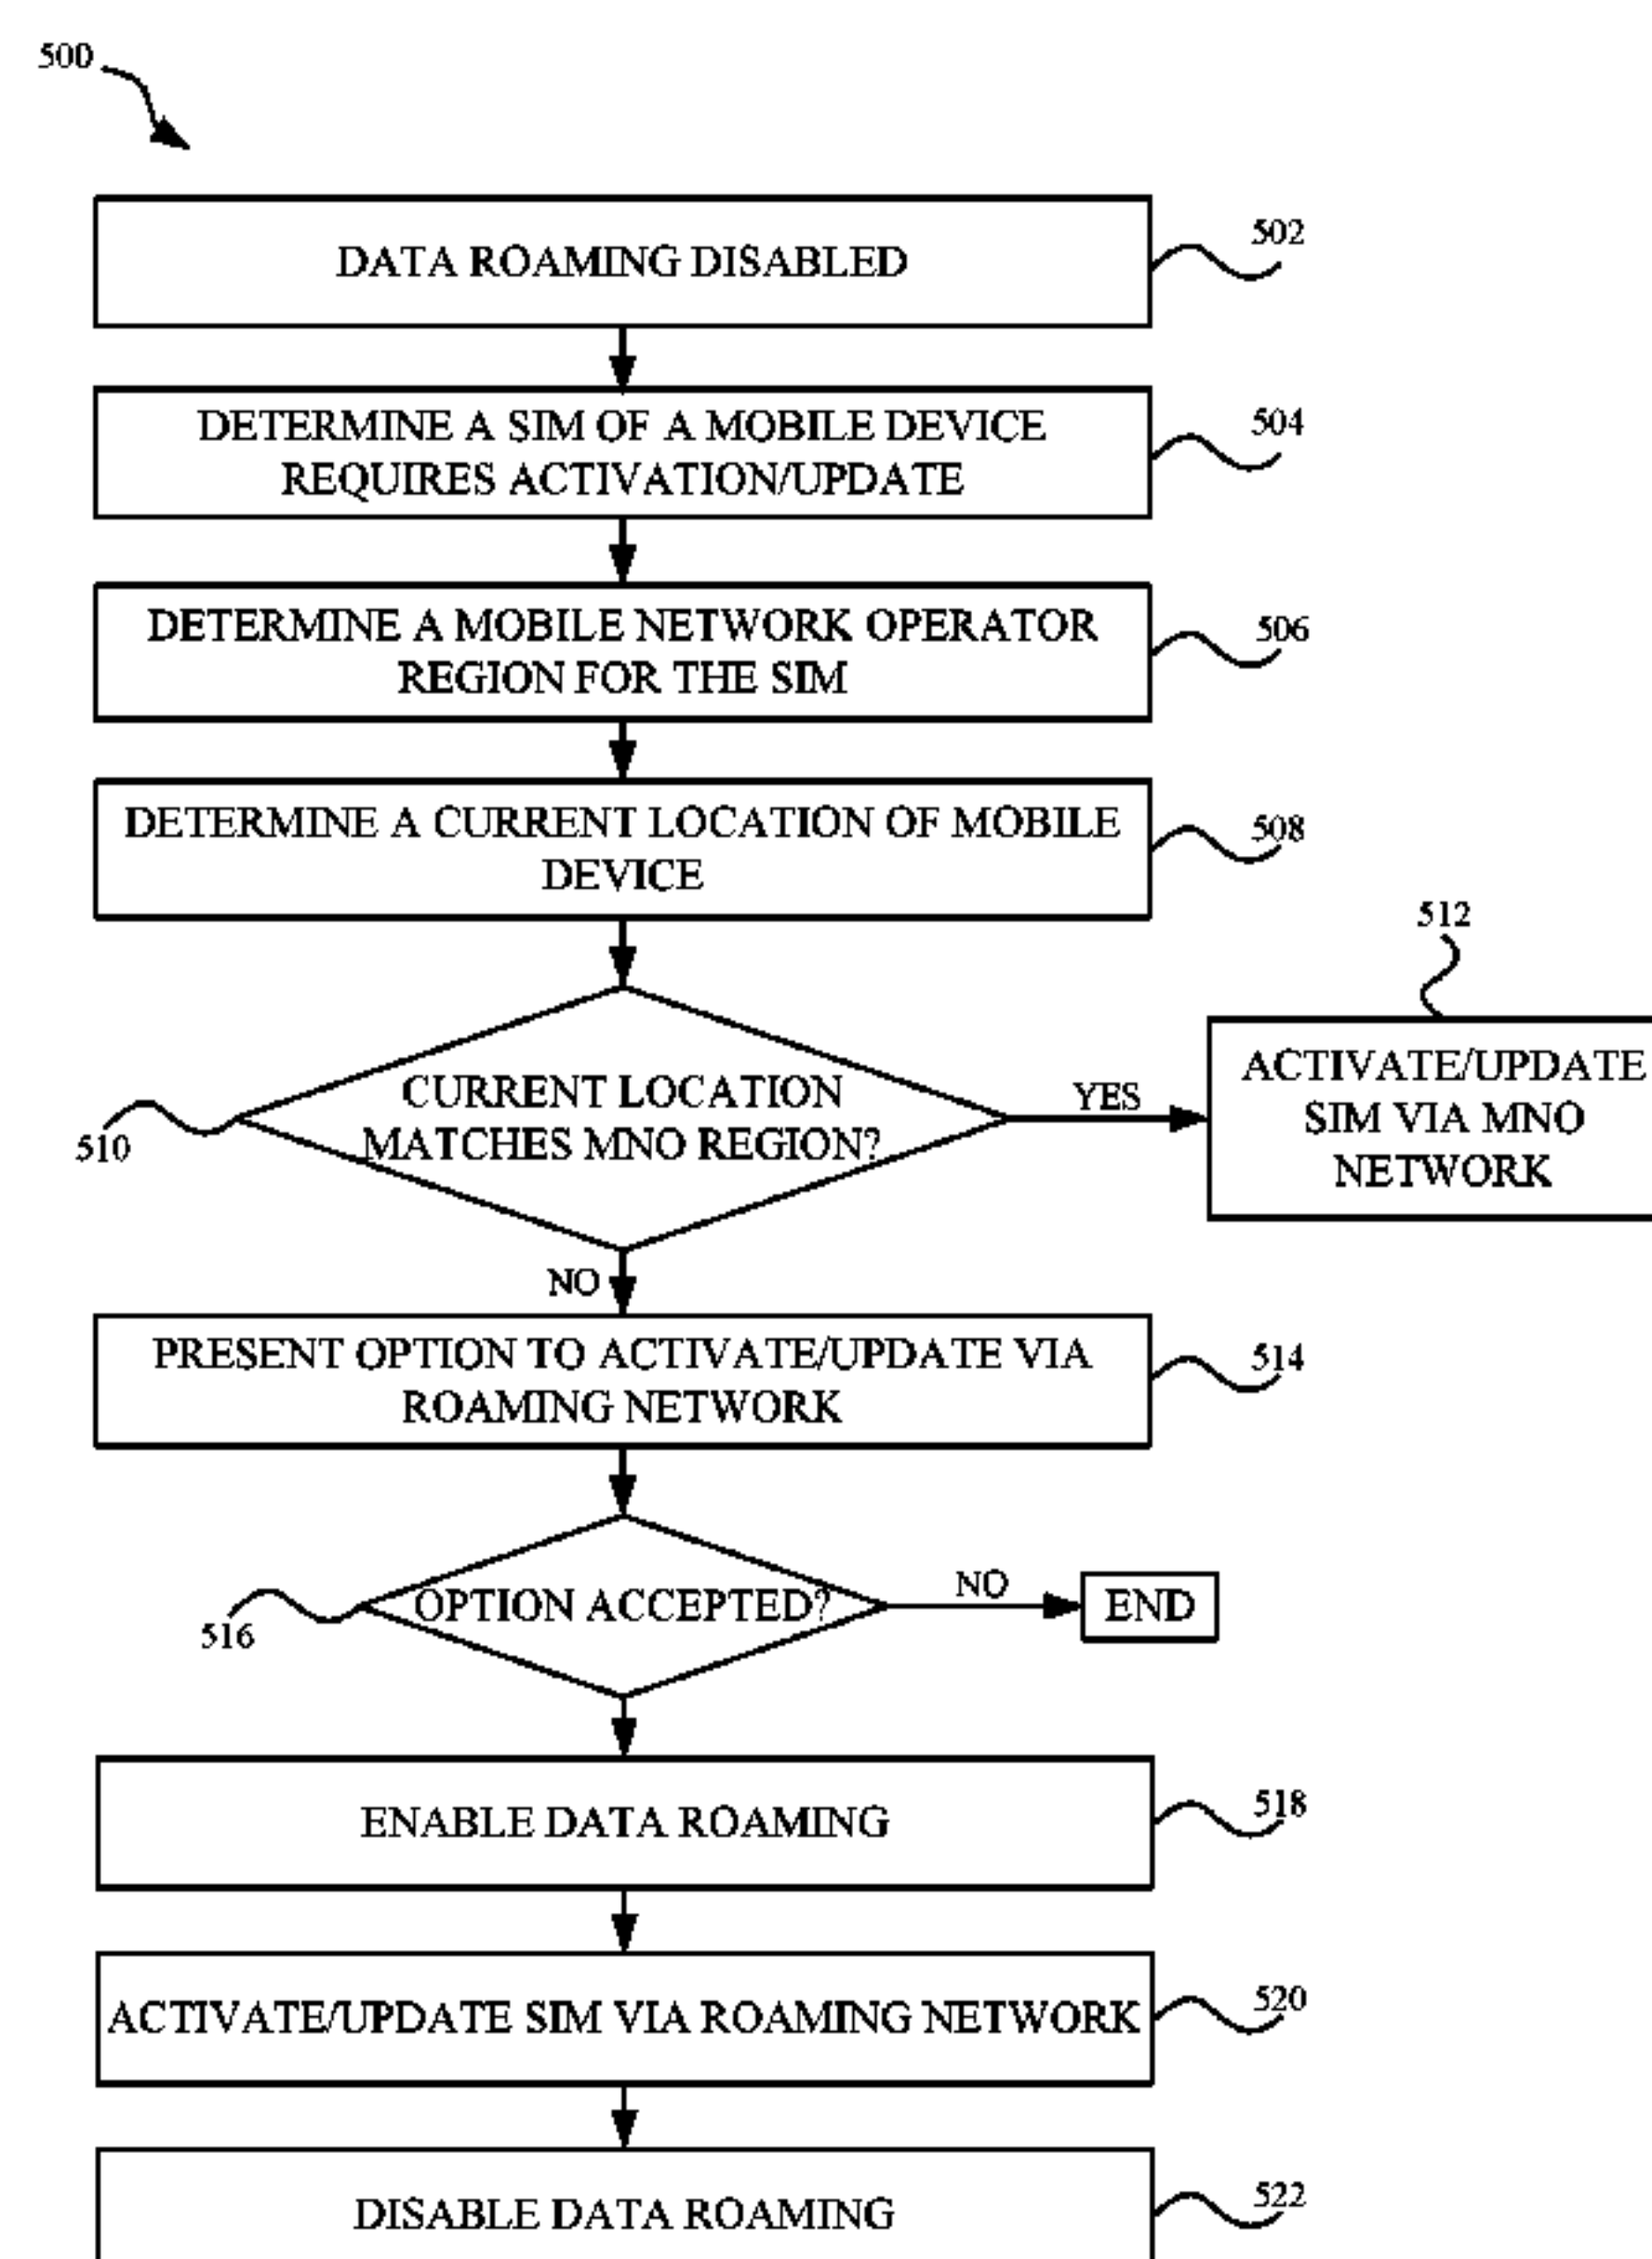 500
DATA ROAMING DISABLED
502
DETERMINE A SIM OF A MOBILE DEVICE
REQUIRES ACTIVATION/UPDATE
504
DETERMINE A MOBILE NETWORK OPERATOR
REGION FOR THE SIM
506
DETERMINE A CURRENT LOCATION OF MOBILE
DEVICE
508
CURRENT LOCATION
MATCHES MNO REGION?
510
YES
512
ACTIVATE/UPDATE
SIM VIA MNO
NETWORK
NO
PRESENT OPTION TO ACTIVATE/UPDATE VIA
ROAMING NETWORK
514
OPTION ACCEPTED?
516
NO
END
ENABLE DATA ROAMING
518
ACTIVATE/UPDATE SIM VIA ROAMING NETWORK
520
DISABLE DATA ROAMING
522